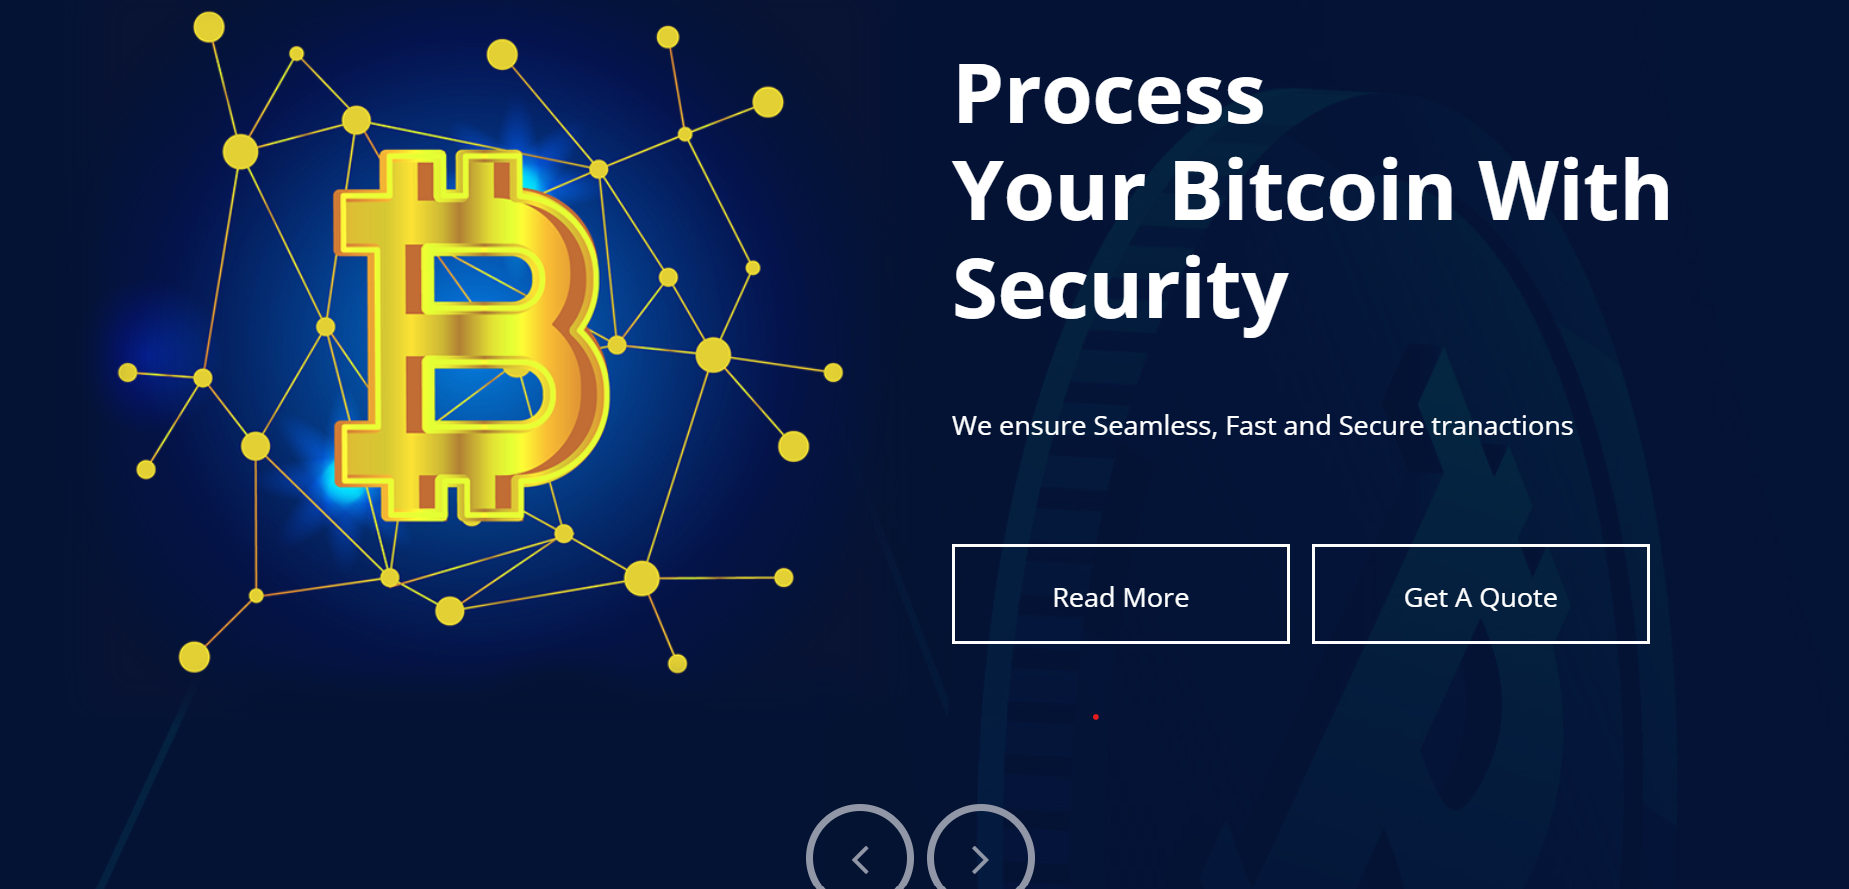 Process
Your Bitcoin With
Security
We ensure Seamless, Fast and Secure tranactions
Read More
Get A Quote